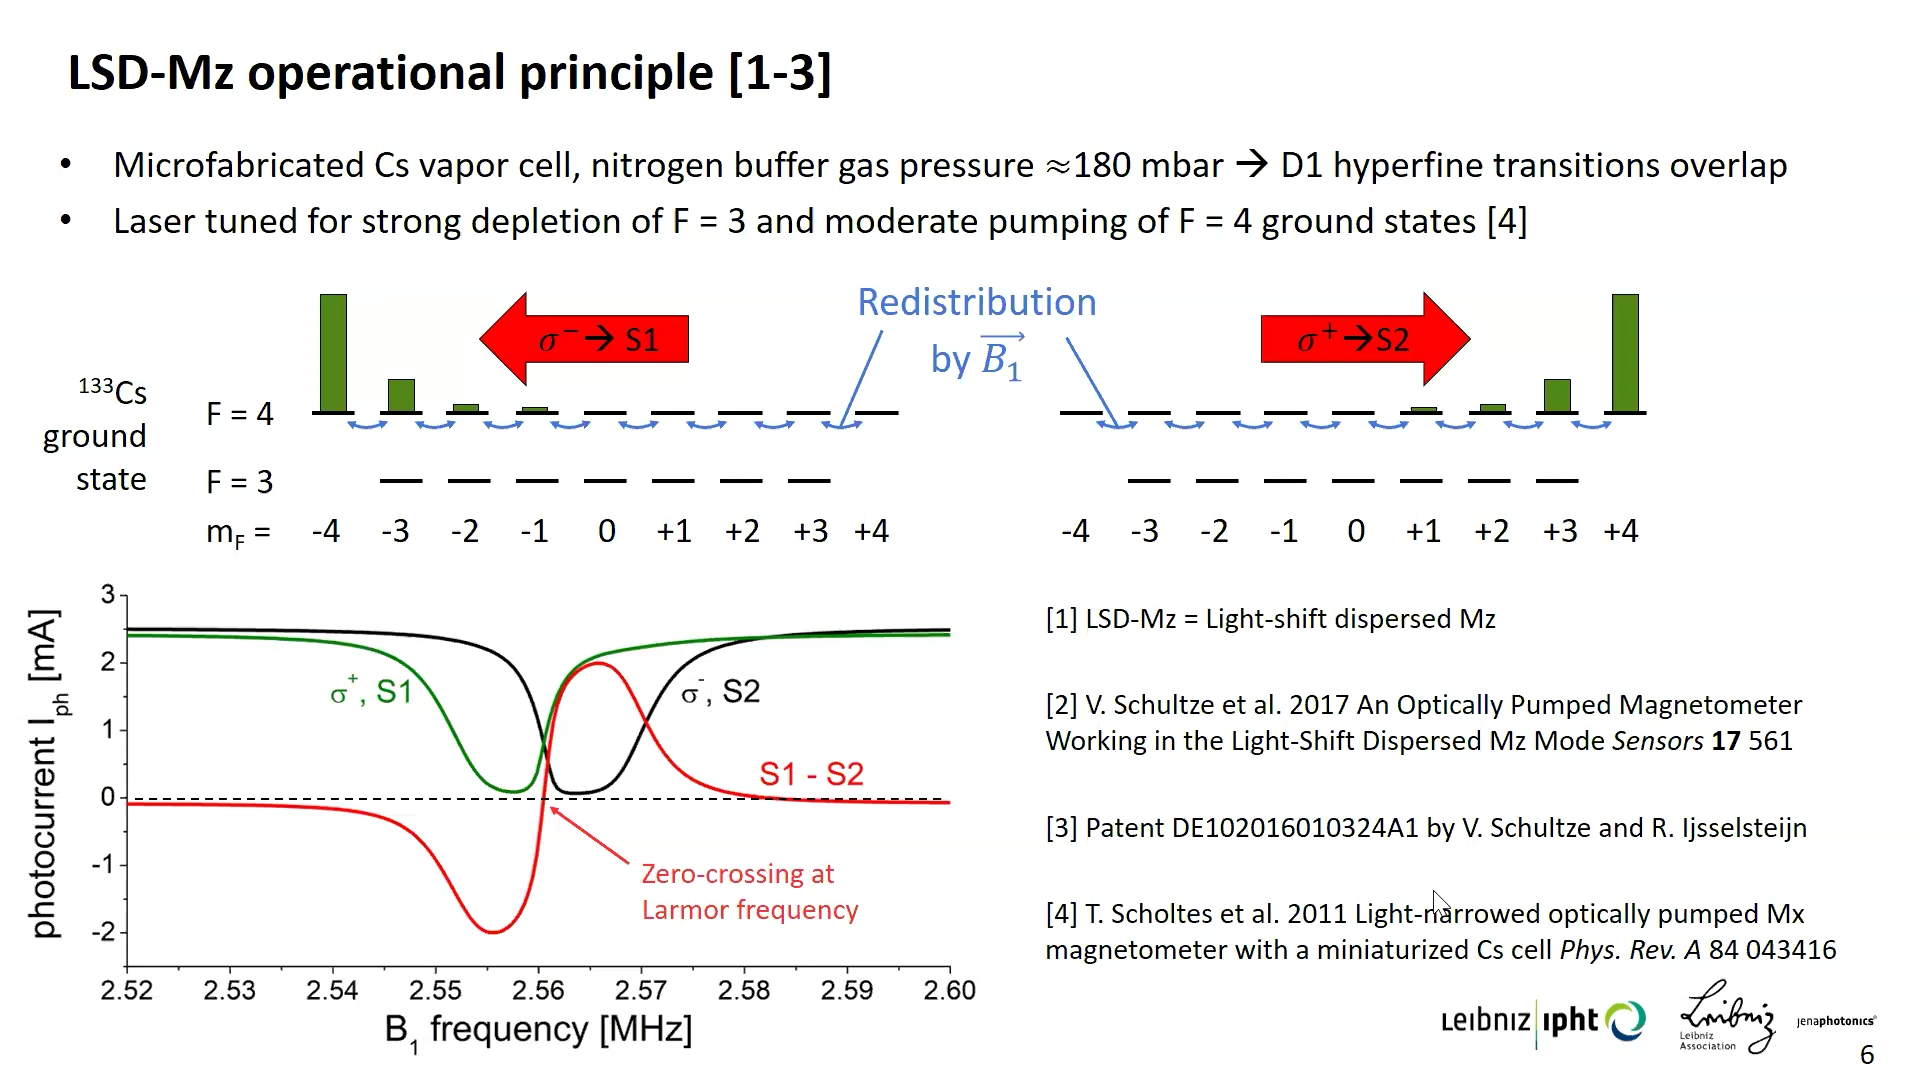 LSD-Mz operational principle [1-3]
• Microfabricated Cs vapor cell, nitrogen buffer gas pressure ≈180 mbar → D1 hyperfine transitions overlap
• Laser tuned for strong depletion of F = 3 and moderate pumping of F = 4 ground states [4]
σ⁻ → S1
Redistribution
by B₁
σ⁺ → S2
¹³³Cs
ground
state
F = 4
F = 3
m_F = -4 -3 -2 -1 0 +1 +2 +3 +4
-4 -3 -2 -1 0 +1 +2 +3 +4
photocurrent I_ph [mA]
3
2
1
0
-1
-2
σ⁺, S1
σ⁻, S2
S1 - S2
Zero-crossing at
Larmor frequency
2.52 2.53 2.54 2.55 2.56 2.57 2.58 2.59 2.60
B₁ frequency [MHz]
[1] LSD-Mz = Light-shift dispersed Mz
[2] V. Schultze et al. 2017 An Optically Pumped Magnetometer
Working in the Light-Shift Dispersed Mz Mode Sensors 17 561
[3] Patent DE102016010324A1 by V. Schultze and R. Ijsselsteijn
[4] T. Scholtes et al. 2011 Light-narrowed optically pumped Mx
magnetometer with a miniaturized Cs cell Phys. Rev. A 84 043416
Leibniz ipht
Leibniz
Leibniz
Association
jenaphotonics
6